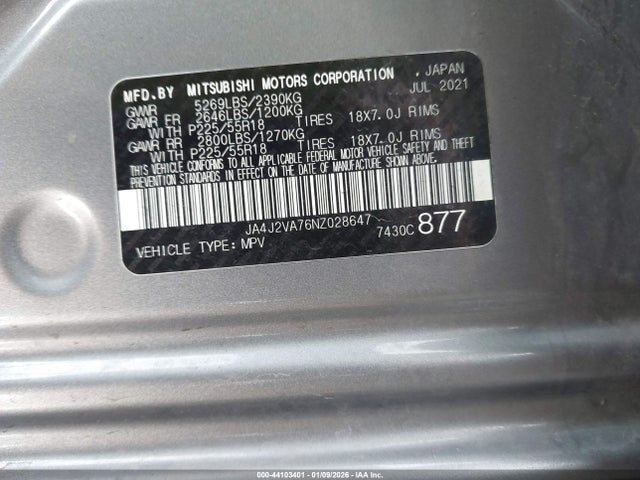 MFD.BY MITSUBISHI MOTORS CORPORATION , JAPAN
GVWR 5269LBS/2390KG JUL 2021
GAWR FR 2646LBS/1200KG
WITH P225/55R18 TIRES 18X7.0J RIMS
GAWR RR 2800LBS/1270KG
WITH P225/55R18 TIRES 18X7.0J RIMS
THIS VEHICLE CONFORMS TO ALL APPLICABLE FEDERAL MOTOR VEHICLE SAFETY AND THEFT
PREVENTION STANDARDS IN EFFECT ON THE DATE OF MANUFACTURE SHOWN ABOVE.
JA4J2VA76NZ028647 7430C 877
VEHICLE TYPE: MPV
000-44103401 - 01/09/2026 - IAAI